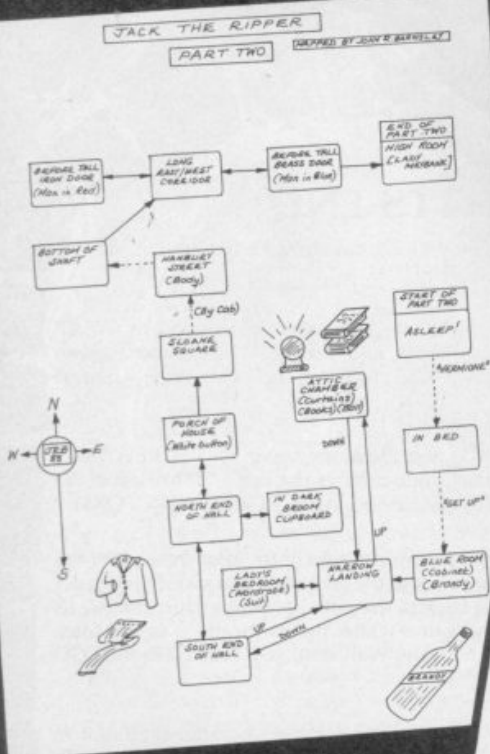 JACK THE RIPPER
PART TWO
MAPPED BY JOHN R BARNSLEY
BEFORE TALL
IRON DOOR
(Man in Red)
LONG
EAST/WEST
CORRIDOR
BEFORE TALL
BRASS DOOR
(Man in Blue)
END OF
PART TWO
HIGH ROOM
[LADY
BOTTOM OF
SHAFT
HANBURY
STREET
(Body)
(By Cab)
SLOANE
SQUARE
START OF
PART TWO
ASLEEP!
ATTIC
CHAMBER
(Curtains)
(Books)
"HERMIONE"
N
W
JRB
85
E
S
PORCH OF
HOUSE
(White button)
DOWN
IN BED
NORTH END
OF HALL
IN DARK
BROOM
CUPBOARD
UP
"GET UP"
LADY'S
BEDROOM
(Wardrobe)
(Suit)
NARROW
LANDING
BLUE ROOM
(Cabinet)
(Brandy)
UP
DOWN
SOUTH END
OF HALL
BRANDY